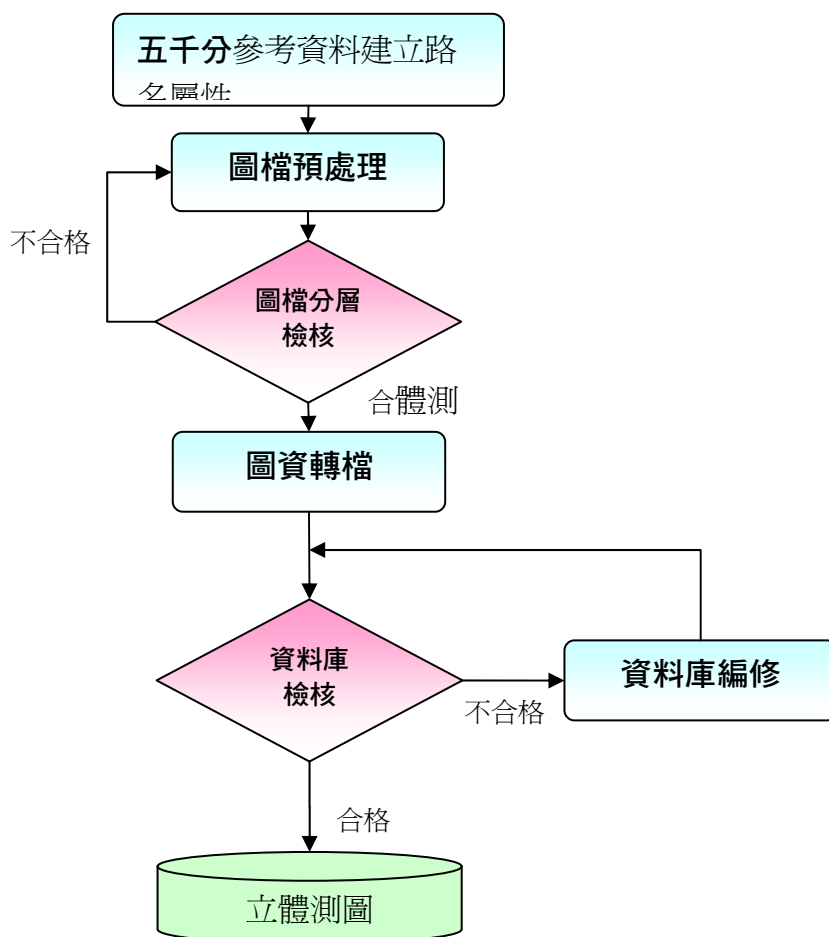 五千分參考資料建立路
名屬性
圖檔預處理
不合格
圖檔分層
檢核
合體測
圖資轉檔
資料庫
檢核
不合格
資料庫編修
合格
立體測圖